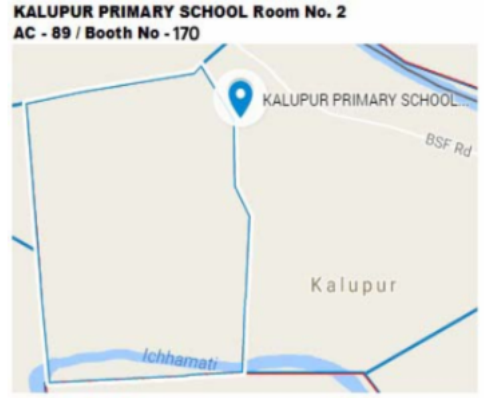 KALUPUR PRIMARY SCHOOL Room No. 2
AC - 89 / Booth No - 170
KALUPUR PRIMARY SCHOOL...
BSF Rd
Kalupur
Ichhamati